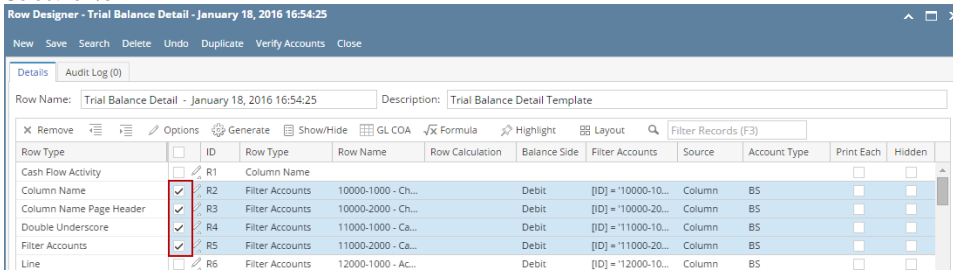 Row Designer - Trial Balance Detail - January 18, 2016 16:54:25
New Save Search Delete Undo Duplicate Verify Accounts Close
Details Audit Log (0)
Row Name: Trial Balance Detail - January 18, 2016 16:54:25 Description: Trial Balance Detail Template
Remove Options Generate Show/Hide GL COA Formula Highlight Layout Filter Records (F3)
Row Type ID Row Type Row Name Row Calculation Balance Side Filter Accounts Source Account Type Print Each Hidden
Cash Flow Activity R1 Column Name
Column Name R2 Filter Accounts 10000-1000 - Ch... Debit [ID] = '10000-10... Column BS
Column Name Page Header R3 Filter Accounts 10000-2000 - Ch... Debit [ID] = '10000-20... Column BS
Double Underscore R4 Filter Accounts 11000-1000 - Ca... Debit [ID] = '11000-10... Column BS
Filter Accounts R5 Filter Accounts 11000-2000 - Ca... Debit [ID] = '11000-20... Column BS
Line R6 Filter Accounts 12000-1000 - Ac... Debit [ID] = '12000-10... Column BS